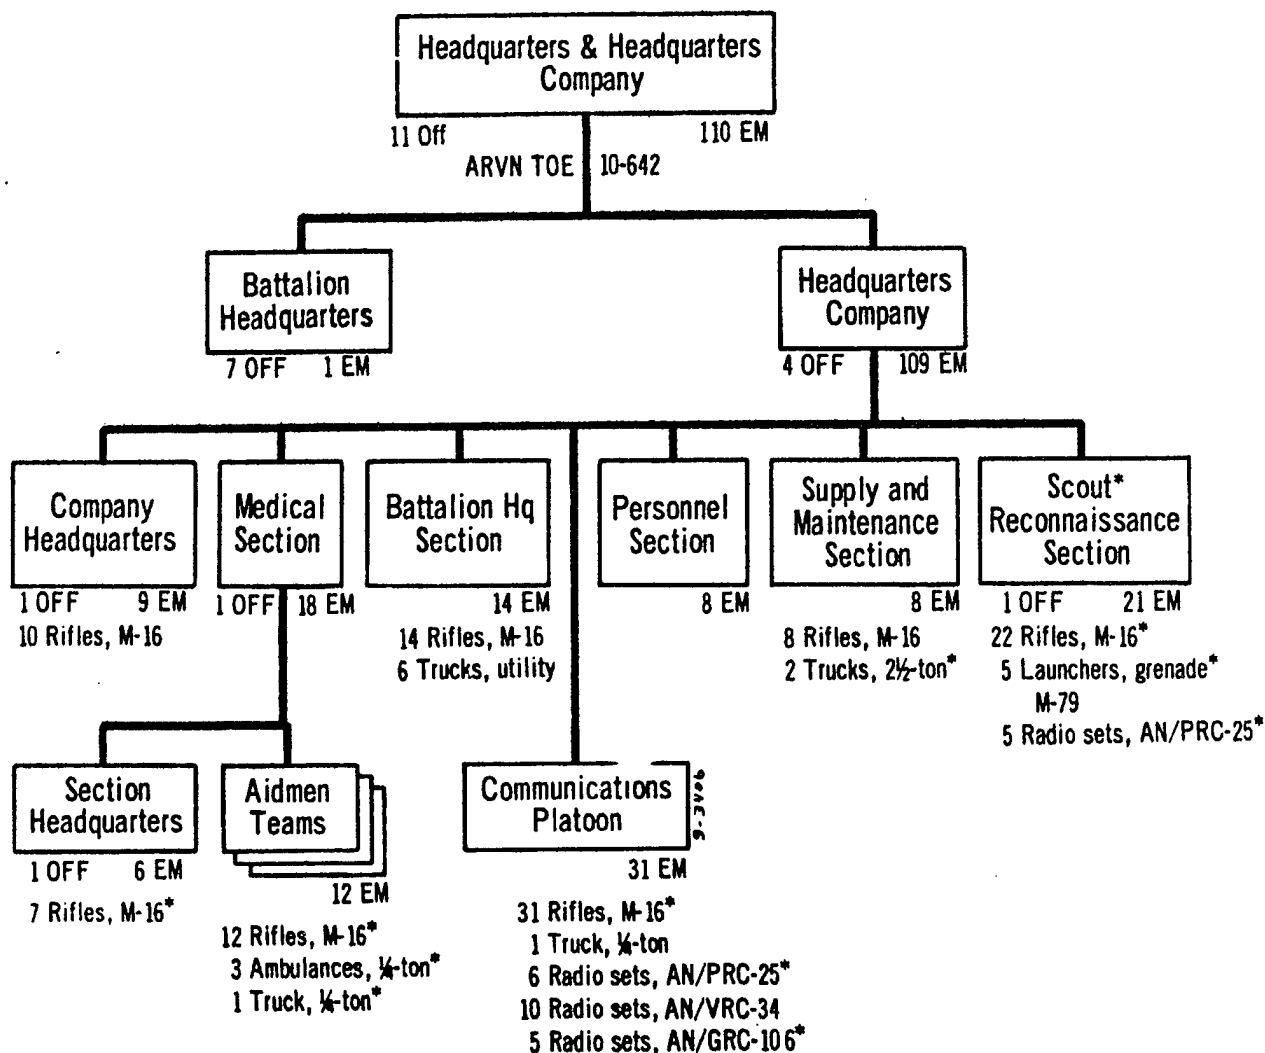 Headquarters & Headquarters
Company
11 Off 110 EM
ARVN TOE 10-642
Battalion
Headquarters
7 OFF 1 EM
Headquarters
Company
4 OFF 109 EM
Company
Headquarters
1 OFF 9 EM
10 Rifles, M-16
Medical
Section
1 OFF 18 EM
Battalion Hq
Section
14 EM
14 Rifles, M-16
6 Trucks, utility
Personnel
Section
8 EM
Supply and
Maintenance
Section
8 EM
8 Rifles, M-16
2 Trucks, 2½-ton*
Scout*
Reconnaissance
Section
1 OFF 21 EM
22 Rifles, M-16*
5 Launchers, grenade*
M-79
5 Radio sets, AN/PRC-25*
Section
Headquarters
1 OFF 6 EM
7 Rifles, M-16*
Aidmen
Teams
12 EM
12 Rifles, M-16*
3 Ambulances, ¼-ton*
1 Truck, ¼-ton*
Communications
Platoon
9-3406
31 EM
31 Rifles, M-16*
1 Truck, ¼-ton
6 Radio sets, AN/PRC-25*
10 Radio sets, AN/VRC-34
5 Radio sets, AN/GRC-106*